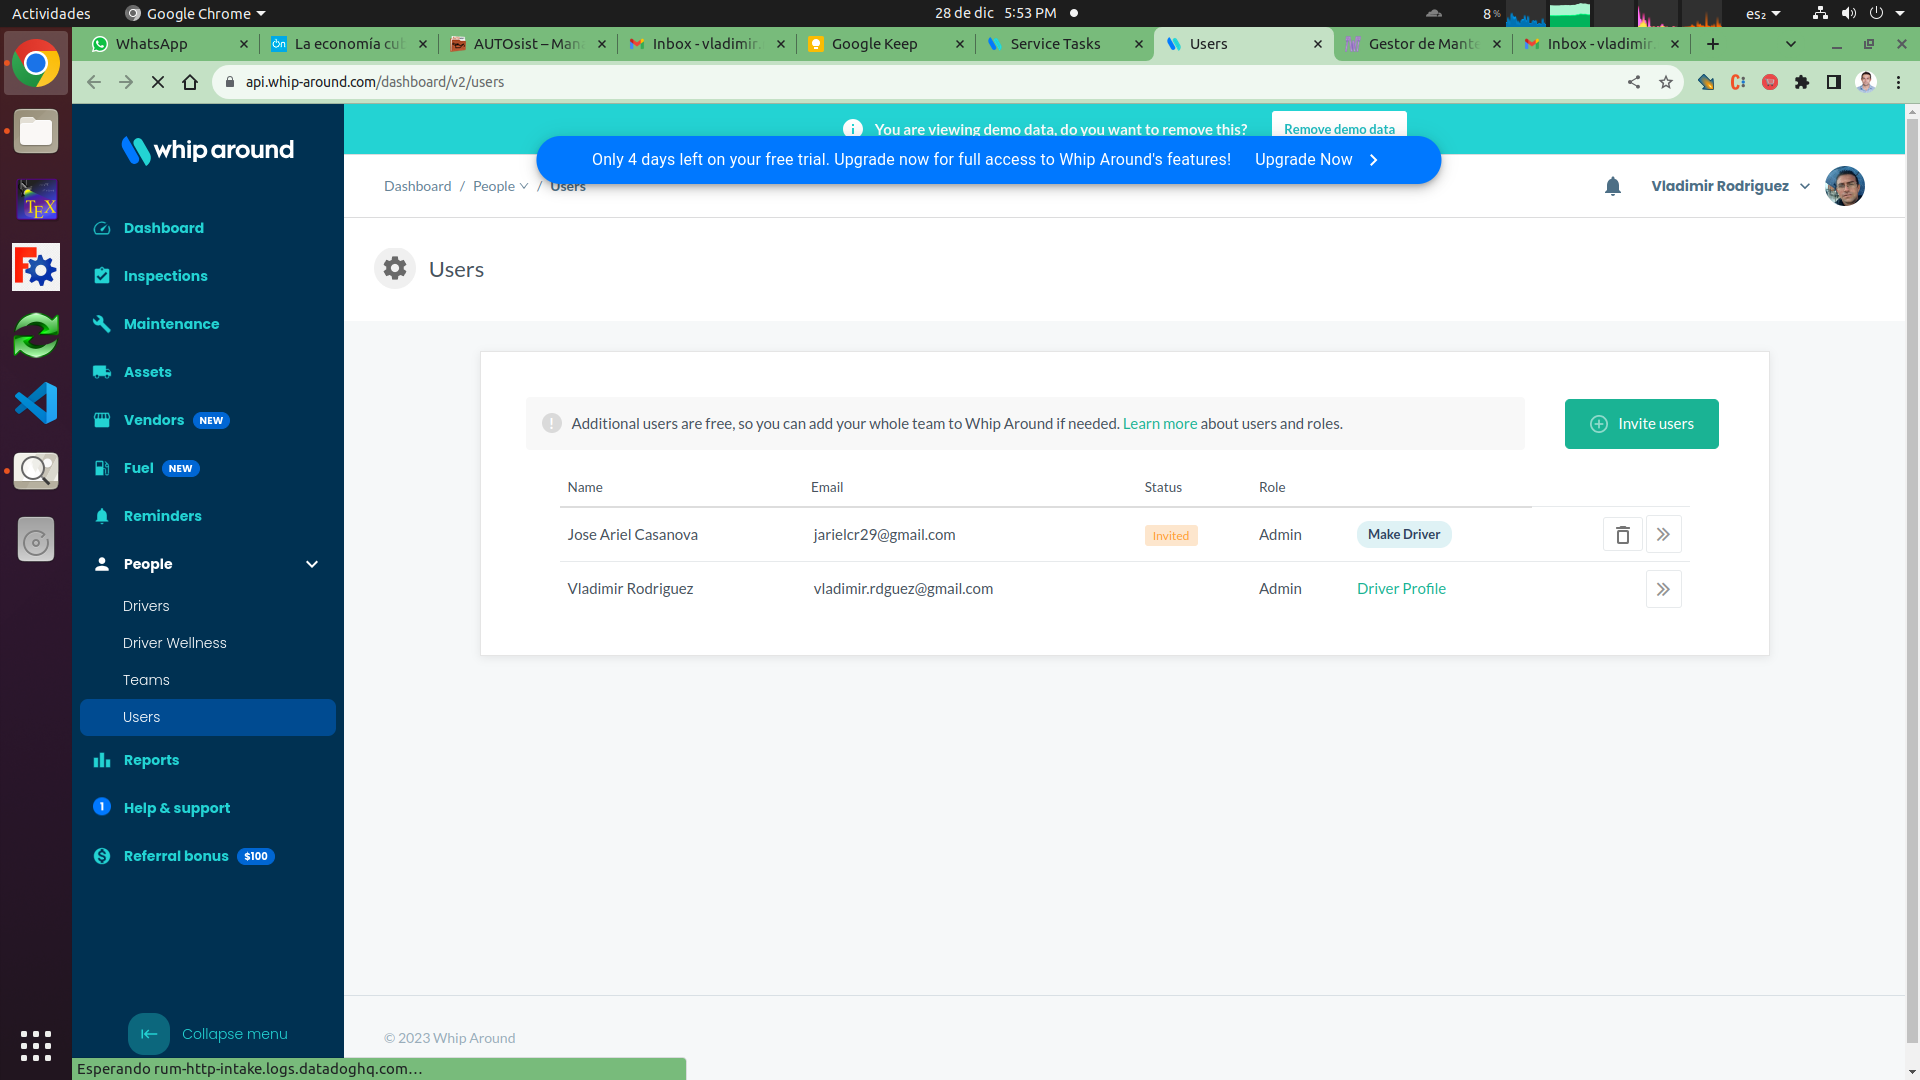 Actividades
Google Chrome
28 de dic 5:53 PM
8%
es₂
WhatsApp
La economía cub
AUTOsist – Mana
Inbox - vladimir.
Google Keep
Service Tasks
Users
Gestor de Mante
Inbox - vladimir.
api.whip-around.com/dashboard/v2/users
whip around
You are viewing demo data, do you want to remove this?
Remove demo data
Only 4 days left on your free trial. Upgrade now for full access to Whip Around's features!
Upgrade Now
Dashboard / People / Users
Vladimir Rodriguez
TEX
Dashboard
Inspections
Maintenance
Assets
Vendors NEW
Fuel NEW
Reminders
People
Drivers
Driver Wellness
Teams
Users
Reports
1 Help & support
Referral bonus $100
Collapse menu
Users
Additional users are free, so you can add your whole team to Whip Around if needed. Learn more about users and roles.
Invite users
Name Email Status Role
Jose Ariel Casanova jarielcr29@gmail.com Invited Admin Make Driver
Vladimir Rodriguez vladimir.rdguez@gmail.com Admin Driver Profile
© 2023 Whip Around
Esperando rum-http-intake.logs.datadoghq.com…